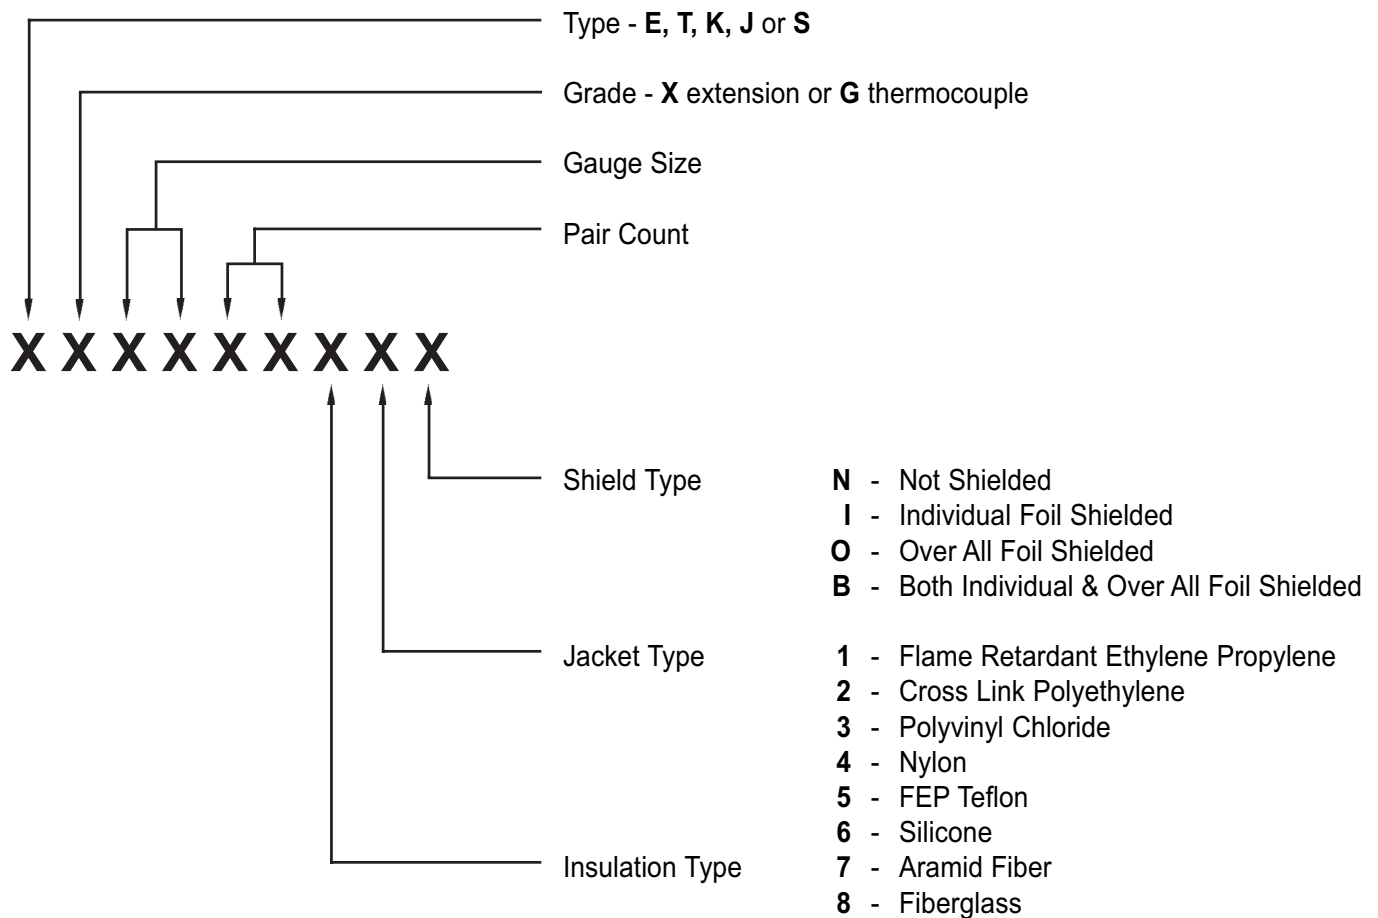 Type - E, T, K, J or S
Grade - X extension or G thermocouple
Gauge Size
Pair Count
X X X X X X X X X
Shield Type N - Not Shielded
I - Individual Foil Shielded
O - Over All Foil Shielded
B - Both Individual & Over All Foil Shielded
Jacket Type 1 - Flame Retardant Ethylene Propylene
2 - Cross Link Polyethylene
3 - Polyvinyl Chloride
4 - Nylon
5 - FEP Teflon
6 - Silicone
Insulation Type 7 - Aramid Fiber
8 - Fiberglass